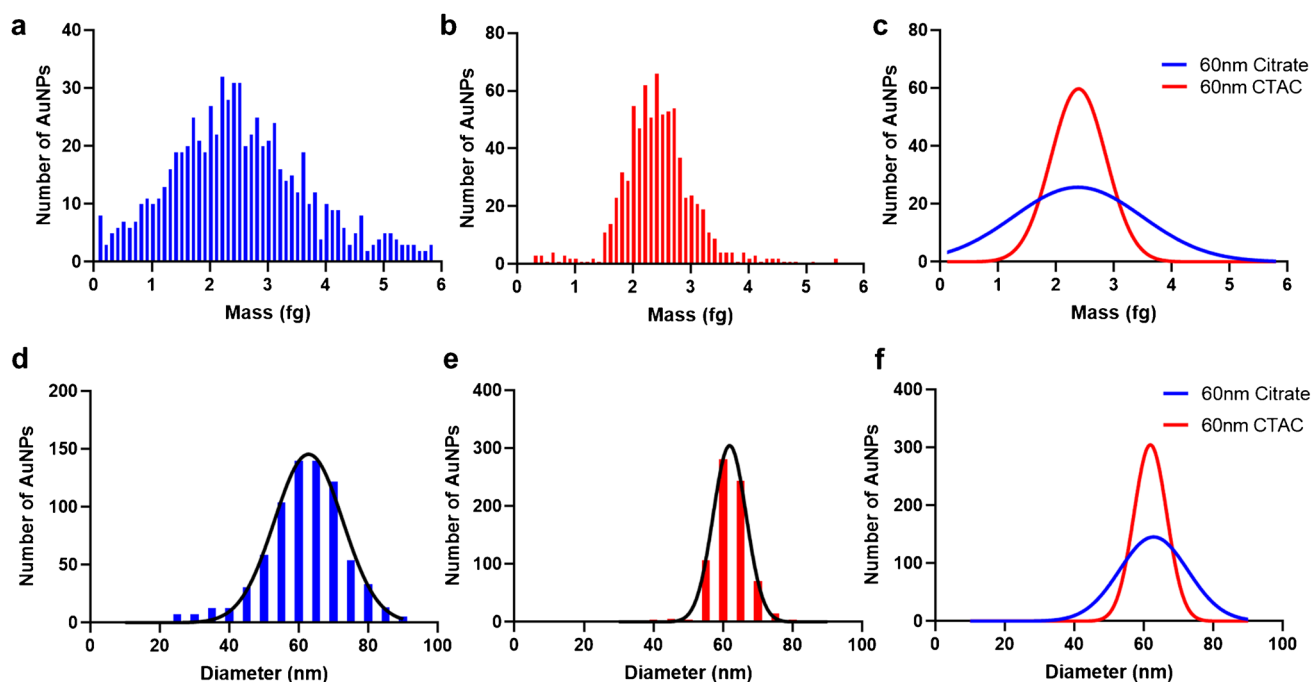 a
40
30
20
10
0
Number of AuNPs
0 1 2 3 4 5 6
Mass (fg)
b
80
60
40
20
0
Number of AuNPs
0 1 2 3 4 5 6
Mass (fg)
c
80
60
40
20
0
Number of AuNPs
0 1 2 3 4 5 6
Mass (fg)
60nm Citrate
60nm CTAC
d
200
150
100
50
0
Number of AuNPs
0 20 40 60 80 100
Diameter (nm)
e
400
300
200
100
0
Number of AuNPs
0 20 40 60 80 100
Diameter (nm)
f
400
300
200
100
0
Number of AuNPs
0 20 40 60 80 100
Diameter (nm)
60nm Citrate
60nm CTAC